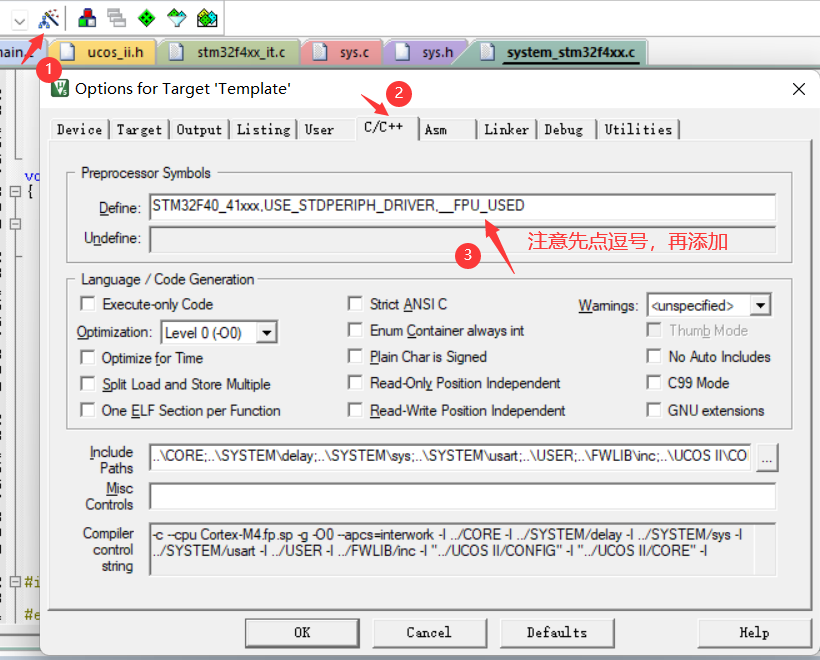 main.c ucos_ii.h stm32f4xx_it.c sys.c sys.h system_stm32f4xx.c
1
Options for Target 'Template'
2
Device Target Output Listing User C/C++ Asm Linker Debug Utilities
Preprocessor Symbols
Define: STM32F40_41xxx,USE_STDPERIPH_DRIVER,__FPU_USED
Undefine:
3
注意先点逗号，再添加
Language / Code Generation
Execute-only Code Strict ANSI C Warnings: <unspecified>
Optimization: Level 0 (-O0) Enum Container always int Thumb Mode
Optimize for Time Plain Char is Signed No Auto Includes
Split Load and Store Multiple Read-Only Position Independent C99 Mode
One ELF Section per Function Read-Write Position Independent GNU extensions
Include Paths ..\CORE;..\SYSTEM\delay;..\SYSTEM\sys;..\SYSTEM\usart;..\USER;..\FWLIB\inc;..\UCOS II\CO ...
Misc Controls
Compiler control string
-c --cpu Cortex-M4.fp.sp -g -O0 --apcs=interwork -I ../CORE -I ../SYSTEM/delay -I ../SYSTEM/sys -I
../SYSTEM/usart -I ../USER -I ../FWLIB/inc -I "../UCOS II/CONFIG" -I "../UCOS II/CORE" -I
OK Cancel Defaults Help